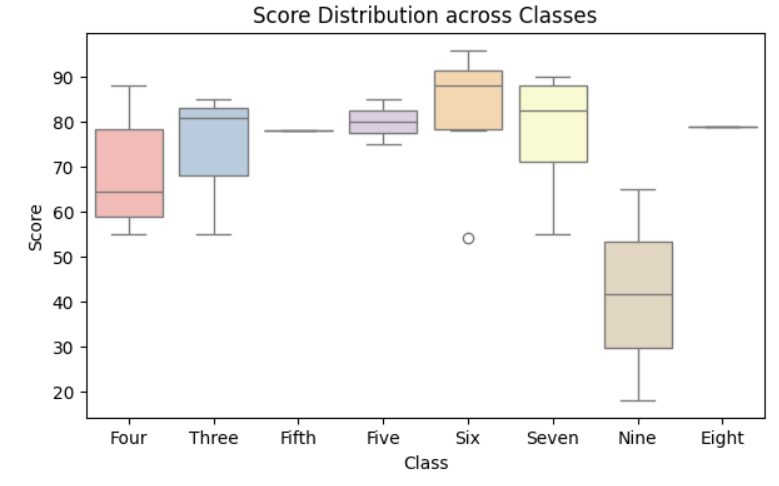 Score Distribution across Classes
Score
90
80
70
60
50
40
30
20
Four Three Fifth Five Six Seven Nine Eight
Class